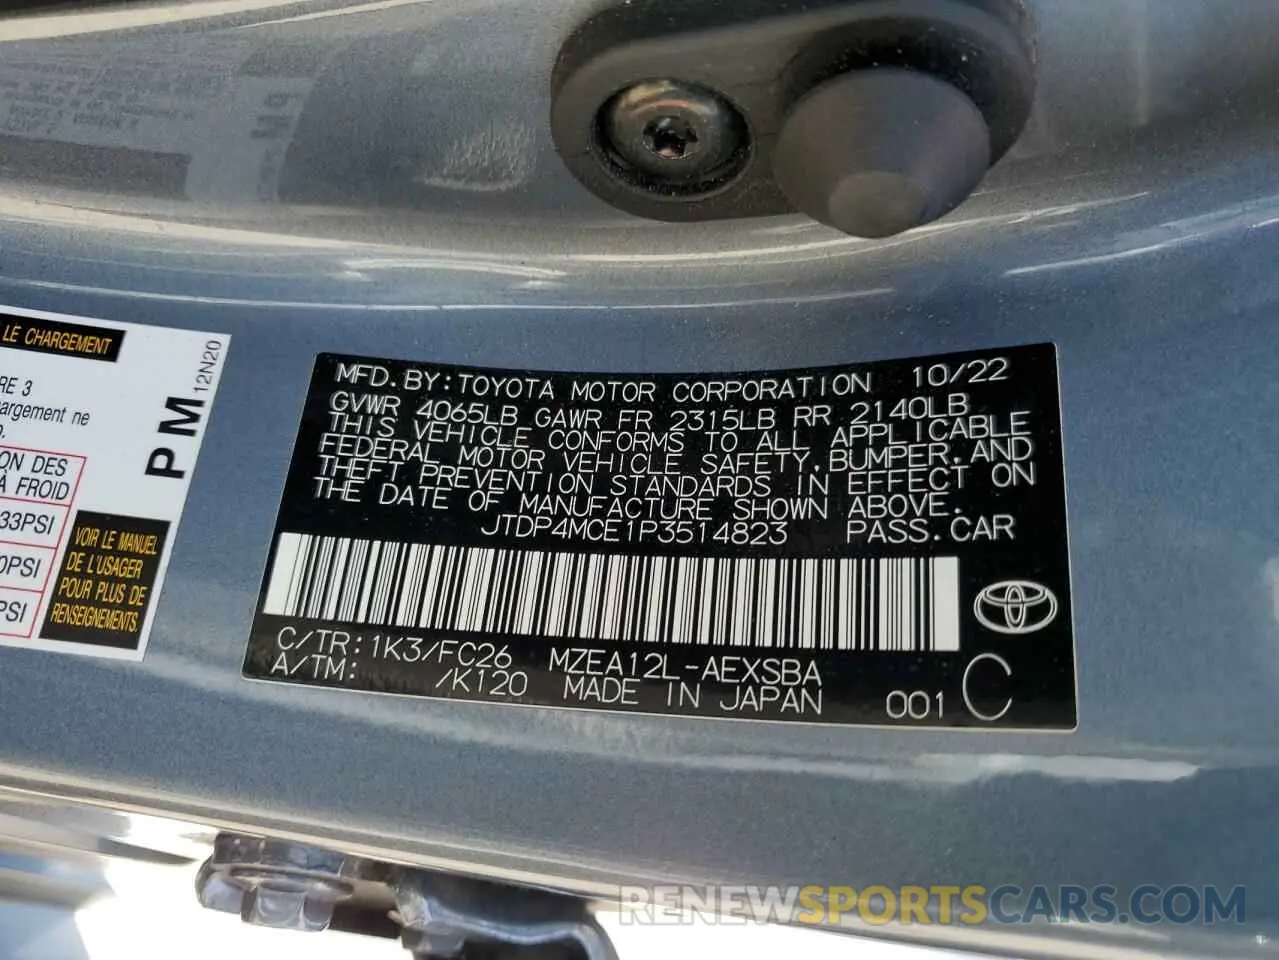 LE CHARGEMENT
RE 3
argement ne
12N20
PM
ON DES
À FROID
33PSI
0PSI
PSI
VOIR LE MANUEL
DE L'USAGER
POUR PLUS DE
RENSEIGNEMENTS.
MFD. BY: TOYOTA MOTOR CORPORATION 10/22
GVWR 4065LB GAWR FR 2315LB RR 2140LB
THIS VEHICLE CONFORMS TO ALL APPLICABLE
FEDERAL MOTOR VEHICLE SAFETY, BUMPER, AND
THEFT PREVENTION STANDARDS IN EFFECT ON
THE DATE OF MANUFACTURE SHOWN ABOVE.
JTDP4MCE1P3514823 PASS. CAR
C/TR: 1K3/FC26 MZEA12L-AEXSBA
A/TM: /K120 MADE IN JAPAN 001 C
RENEWSPORTSCARS.COM